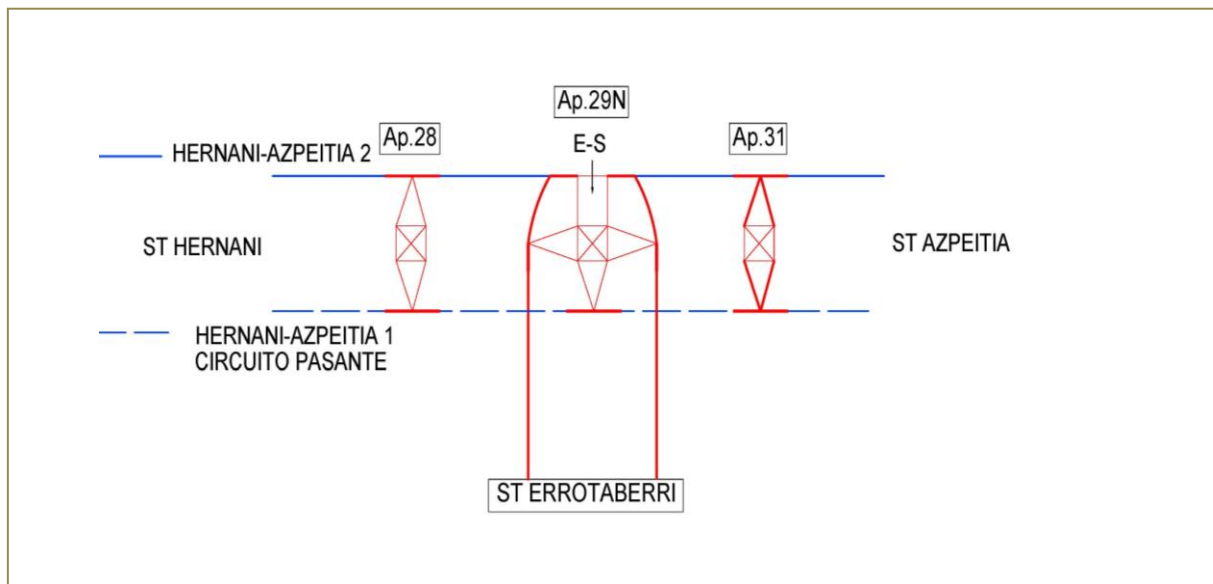 Ap.29N
Ap.28
E-S
Ap.31
HERNANI-AZPEITIA 2
ST HERNANI
ST AZPEITIA
HERNANI-AZPEITIA 1
CIRCUITO PASANTE
ST ERROTABERRI